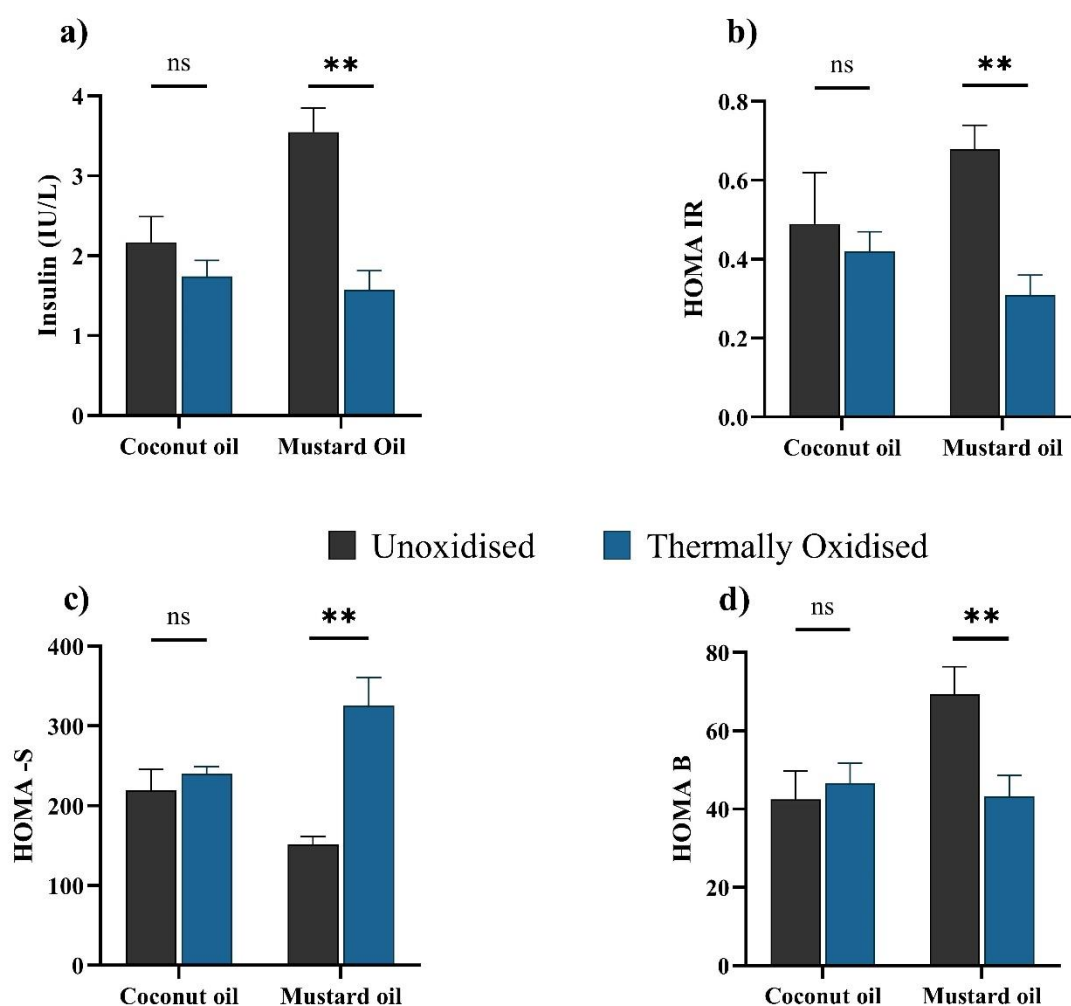 a)
ns
**
4
3
2
1
0
Insulin (IU/L)
Coconut oil
Mustard Oil
b)
ns
**
0.8
0.6
0.4
0.2
0.0
HOMA IR
Coconut oil
Mustard oil
Unoxidised
Thermally Oxidised
c)
ns
**
400
300
200
100
0
HOMA -S
Coconut oil
Mustard oil
d)
ns
**
80
60
40
20
0
HOMA B
Coconut oil
Mustard oil